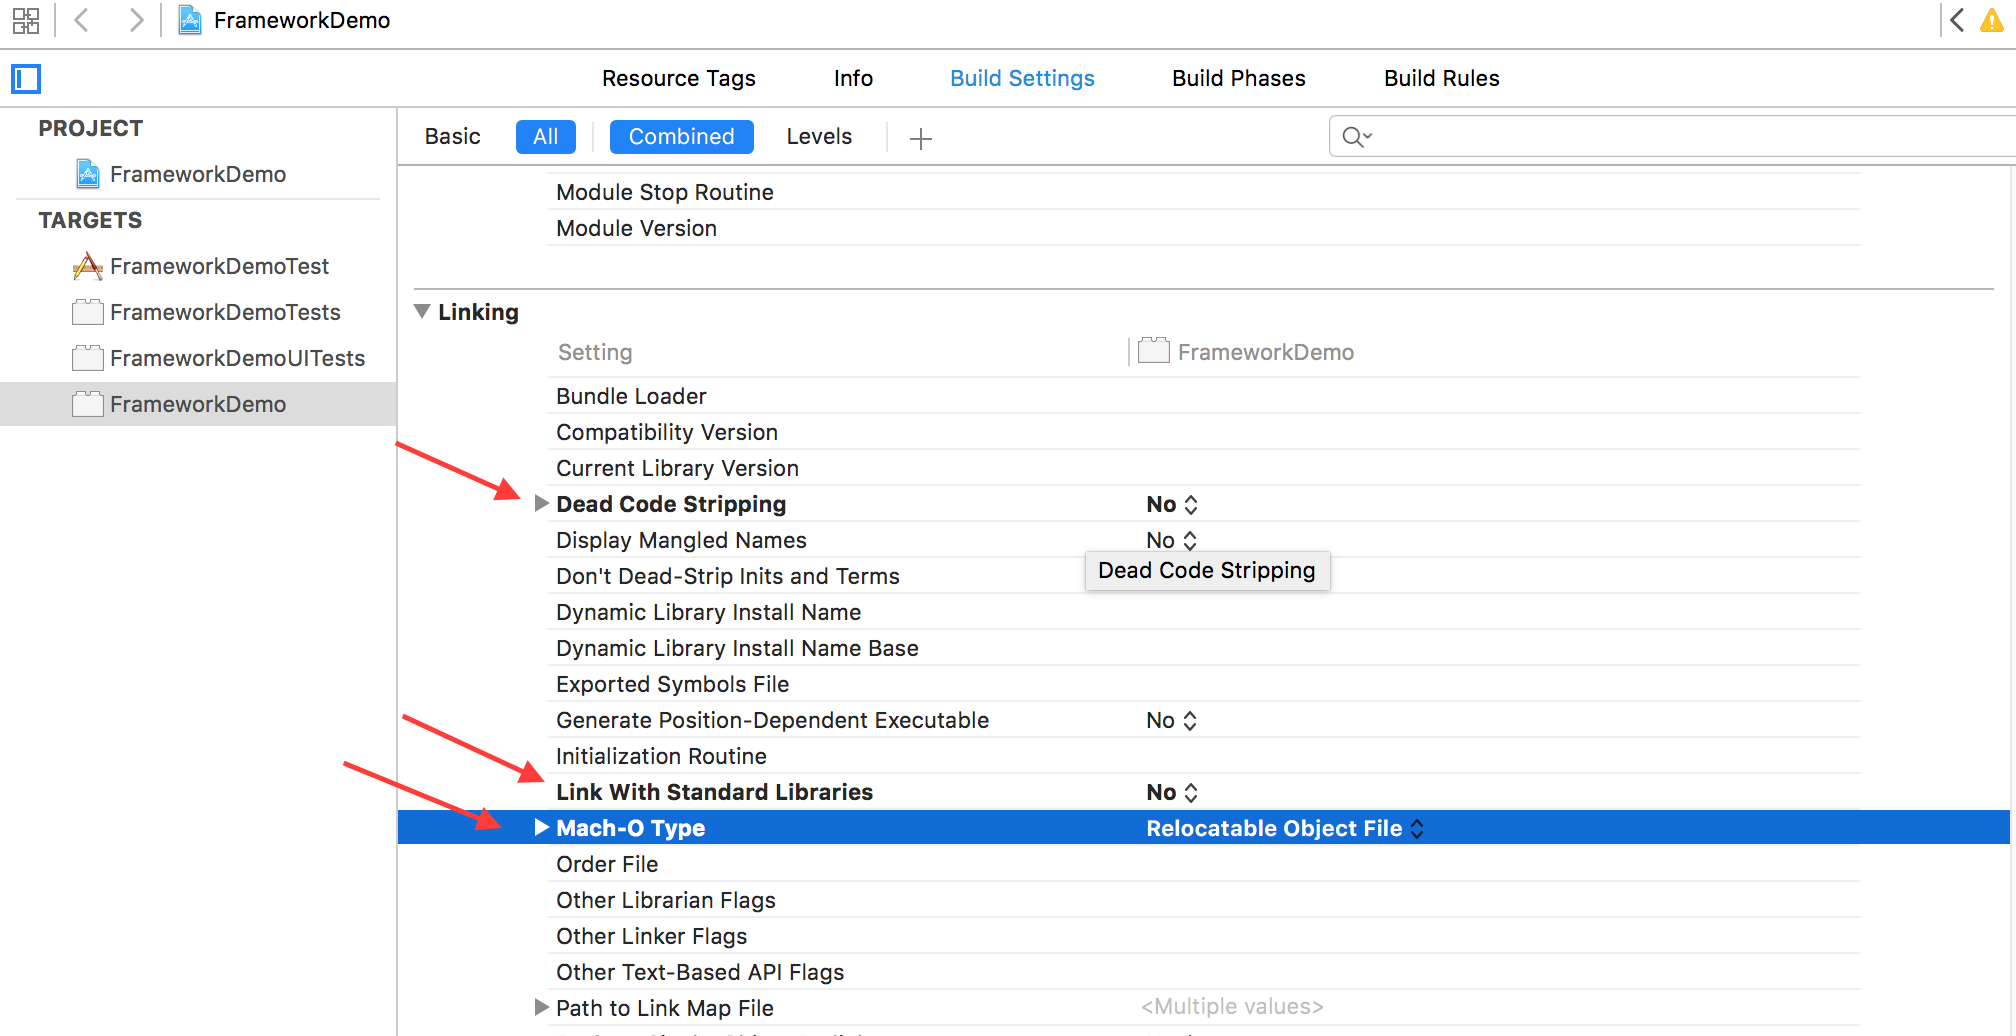 FrameworkDemo
Resource Tags Info Build Settings Build Phases Build Rules
PROJECT
FrameworkDemo
TARGETS
FrameworkDemoTest
FrameworkDemoTests
FrameworkDemoUITests
FrameworkDemo
Basic All Combined Levels
Module Stop Routine
Module Version
Linking
Setting FrameworkDemo
Bundle Loader
Compatibility Version
Current Library Version
Dead Code Stripping No
Display Mangled Names No
Don't Dead-Strip Inits and Terms
Dead Code Stripping
Dynamic Library Install Name
Dynamic Library Install Name Base
Exported Symbols File
Generate Position-Dependent Executable No
Initialization Routine
Link With Standard Libraries No
Mach-O Type Relocatable Object File
Order File
Other Librarian Flags
Other Linker Flags
Other Text-Based API Flags
Path to Link Map File <Multiple values>